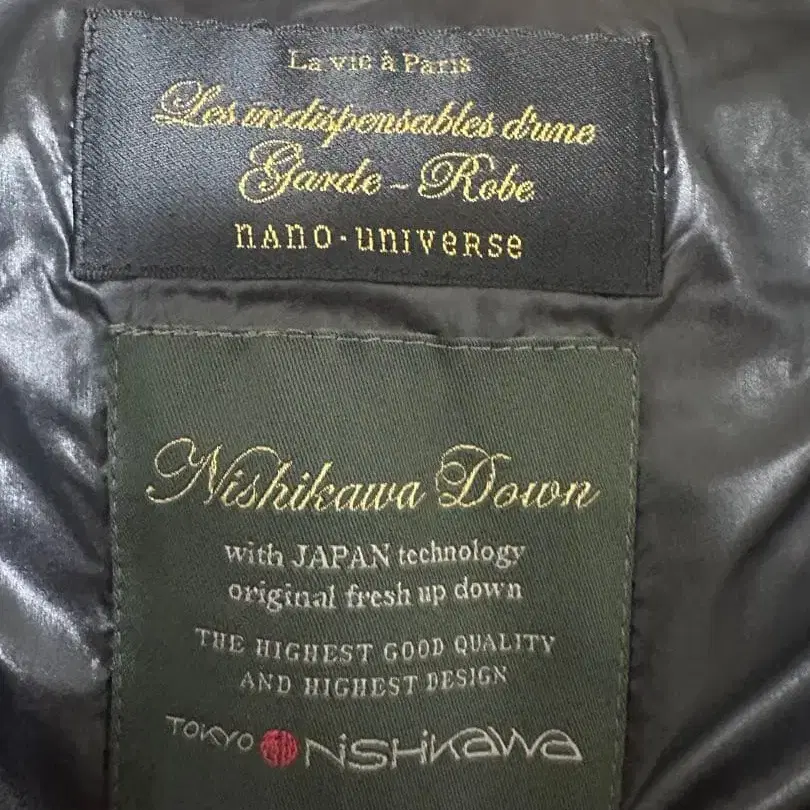 La vie à Paris
Les indispensables d'une
Garde-Robe
nano·universe
Nishikawa Down
with JAPAN technology
original fresh up down
THE HIGHEST GOOD QUALITY
AND HIGHEST DESIGN
TOKYO NiSHiKaWa